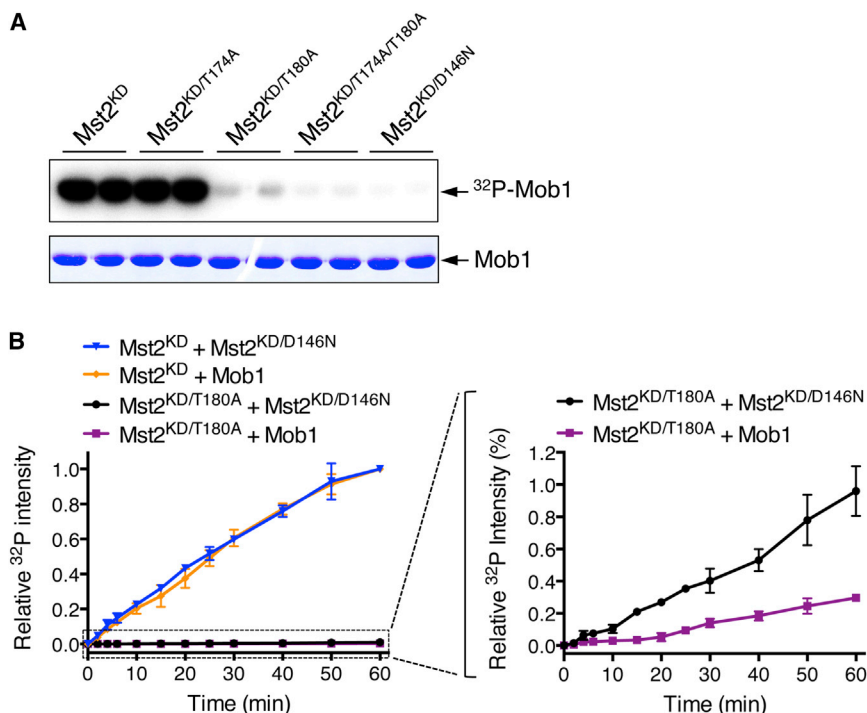 A
Mst2KD
Mst2KD/T174A
Mst2KD/T180A
Mst2KD/T174A/T180A
Mst2KD/D146N
32P-Mob1
Mob1
B
Mst2KD + Mst2KD/D146N
Mst2KD + Mob1
Mst2KD/T180A + Mst2KD/D146N
Mst2KD/T180A + Mob1
Relative 32P intensity
1.0
0.8
0.6
0.4
0.2
0.0
0 10 20 30 40 50 60
Time (min)
Mst2KD/T180A + Mst2KD/D146N
Mst2KD/T180A + Mob1
Relative 32P Intensity (%)
1.2
1.0
0.8
0.6
0.4
0.2
0.0
0 10 20 30 40 50 60
Time (min)